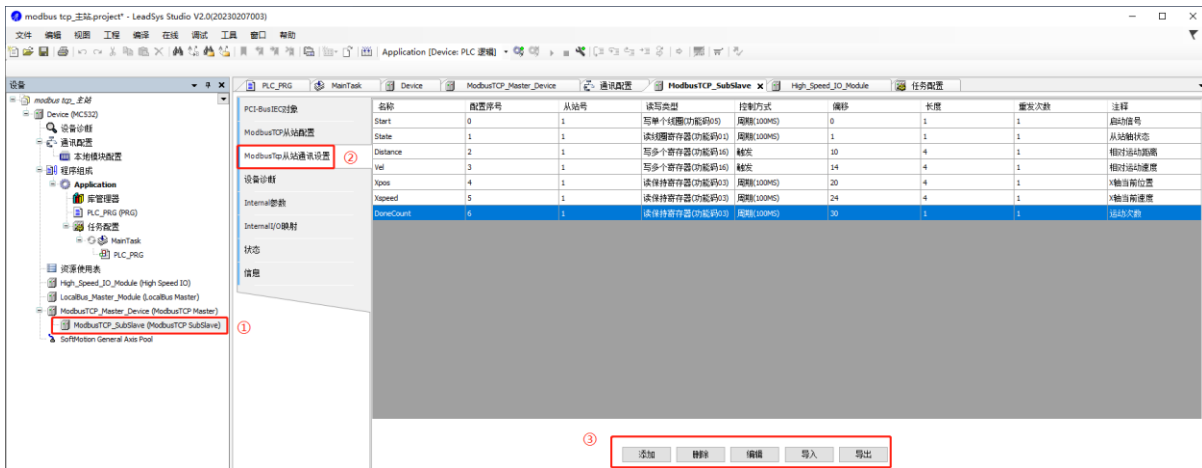 modbus tcp_主站.project* - LeadSys Studio V2.0(20230207003)
文件 编辑 视图 工程 编译 在线 调试 工具 窗口 帮助
Application [Device: PLC 逻辑]
设备
modbus tcp_主站
Device (MC532)
设备诊断
通讯配置
本地模块配置
程序组成
Application
库管理器
PLC_PRG (PRG)
任务配置
MainTask
PLC_PRG
资源使用表
High_Speed_IO_Module (High Speed IO)
LocalBus_Master_Module (LocalBus Master)
ModbusTCP_Master_Device (ModbusTCP Master)
ModbusTCP_SubSlave (ModbusTCP SubSlave)
①
SoftMotion General Axis Pool
PLC_PRG MainTask Device ModbusTCP_Master_Device 通讯配置 ModbusTCP_SubSlave High_Speed_IO_Module 任务配置
PCI-BusIEC对象
ModbusTCP从站配置
ModbusTcp从站通讯设置 ②
设备诊断
Internal参数
InternalI/O映射
状态
信息
名称 配置序号 从站号 读写类型 控制方式 偏移 长度 重发次数 注释
Start 0 1 写单个线圈(功能码05) 周期(100MS) 0 1 1 启动信号
State 1 1 读线圈寄存器(功能码01) 周期(100MS) 1 1 1 从站轴状态
Distance 2 1 写多个寄存器(功能码16) 触发 10 4 1 相对运动距离
Vel 3 1 写多个寄存器(功能码16) 触发 14 4 1 相对运动速度
Xpos 4 1 读保持寄存器(功能码03) 周期(100MS) 20 4 1 X轴当前位置
Xspeed 5 1 读保持寄存器(功能码03) 周期(100MS) 24 4 1 X轴当前速度
DoneCount 6 1 读保持寄存器(功能码03) 周期(100MS) 30 1 1 运动次数
③
添加 删除 编辑 导入 导出